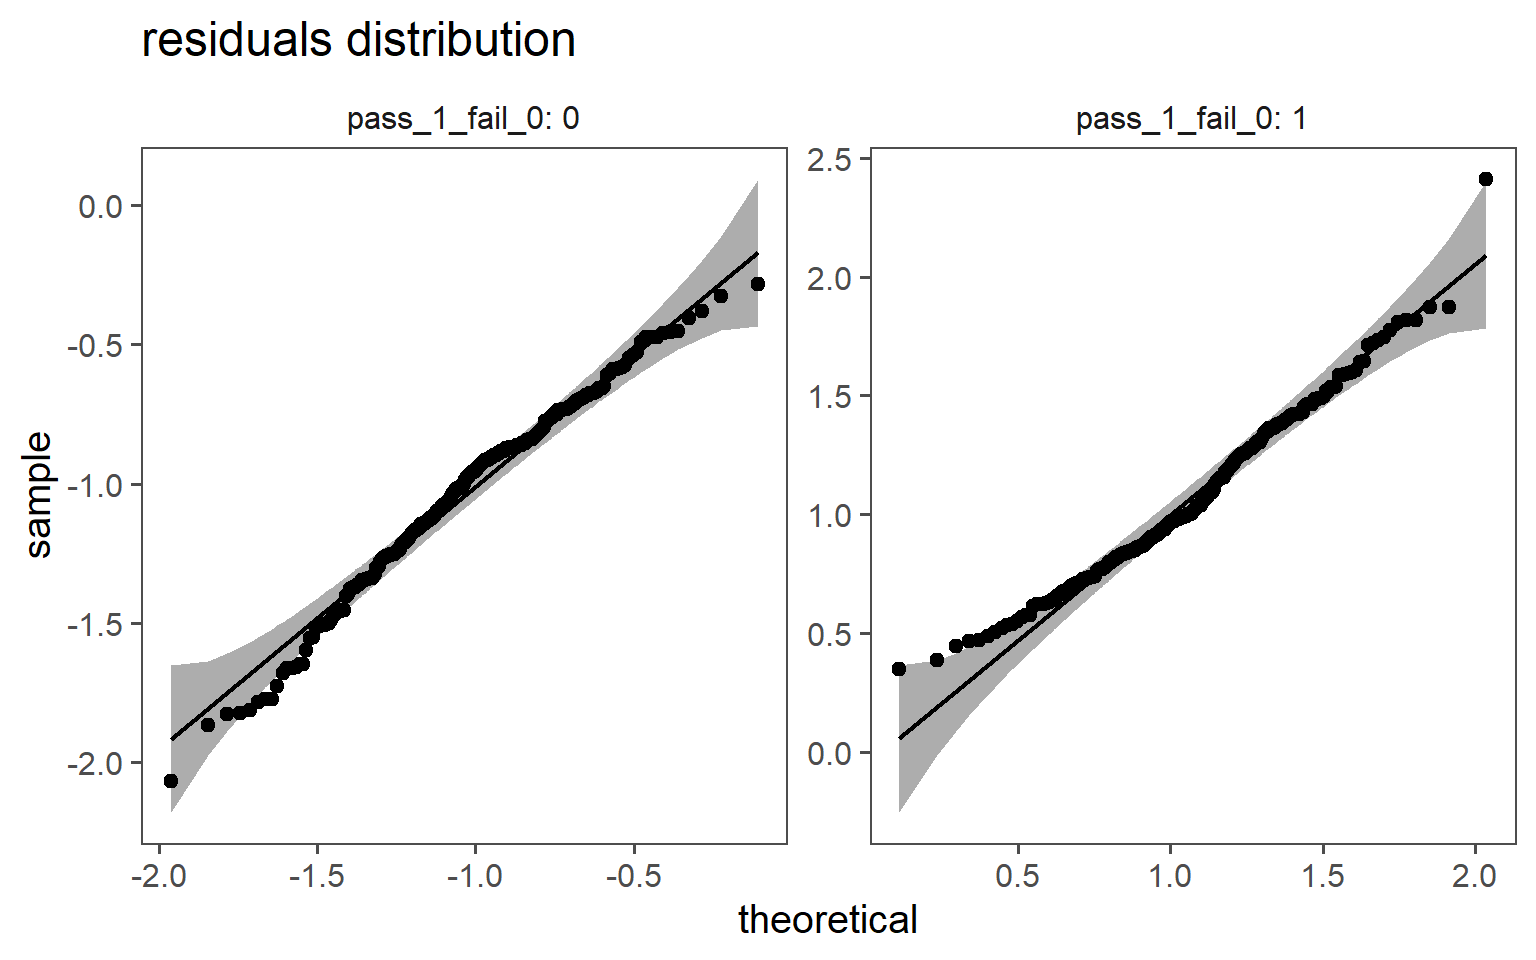 residuals distribution
pass_1_fail_0: 0
pass_1_fail_0: 1
sample
0.0
-0.5
-1.0
-1.5
-2.0
2.5
2.0
1.5
1.0
0.5
0.0
-2.0 -1.5 -1.0 -0.5
0.5 1.0 1.5 2.0
theoretical